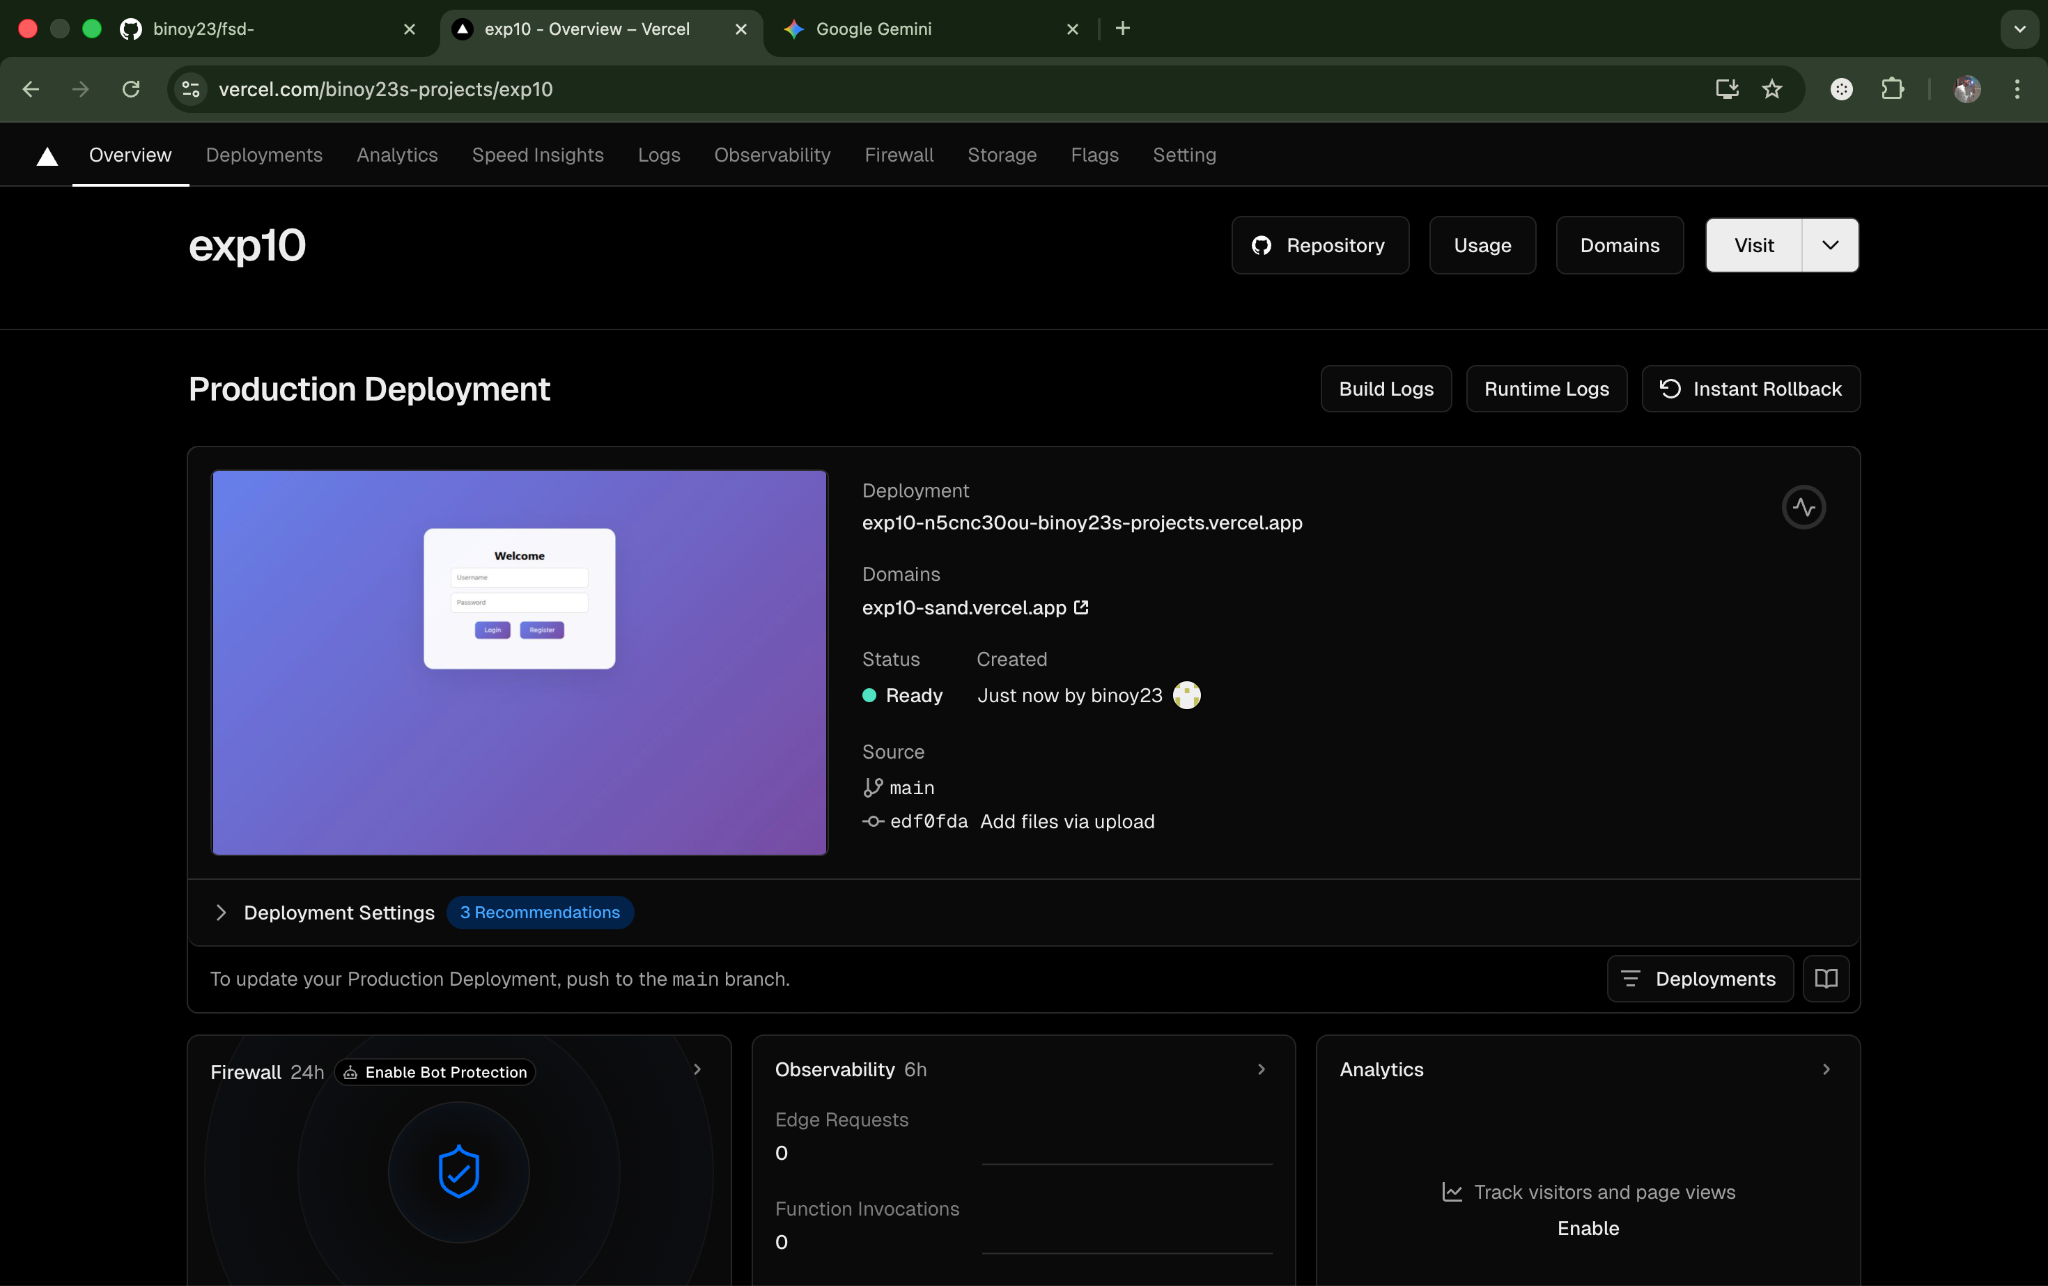 binoy23/fsd-
exp10 - Overview – Vercel
Google Gemini
vercel.com/binoy23s-projects/exp10
Overview Deployments Analytics Speed Insights Logs Observability Firewall Storage Flags Setting
exp10
Repository Usage Domains Visit
Production Deployment
Build Logs Runtime Logs Instant Rollback
Welcome
Username
Password
Login Register
Deployment
exp10-n5cnc30ou-binoy23s-projects.vercel.app
Domains
exp10-sand.vercel.app
Status Created
Ready Just now by binoy23
Source
main
edf0fda Add files via upload
Deployment Settings 3 Recommendations
To update your Production Deployment, push to the main branch.
Deployments
Firewall 24h Enable Bot Protection
Observability 6h
Edge Requests
0
Function Invocations
0
Analytics
Track visitors and page views
Enable